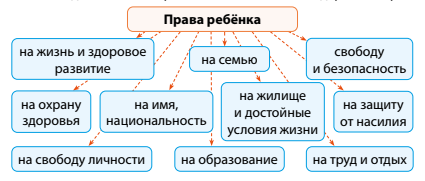 Права ребёнка
на жизнь и здоровое
развитие
на семью
свободу
и безопасность
на охрану
здоровья
на имя,
национальность
на жилище
и достойные
условия жизни
на защиту
от насилия
на свободу личности
на образование
на труд и отдых